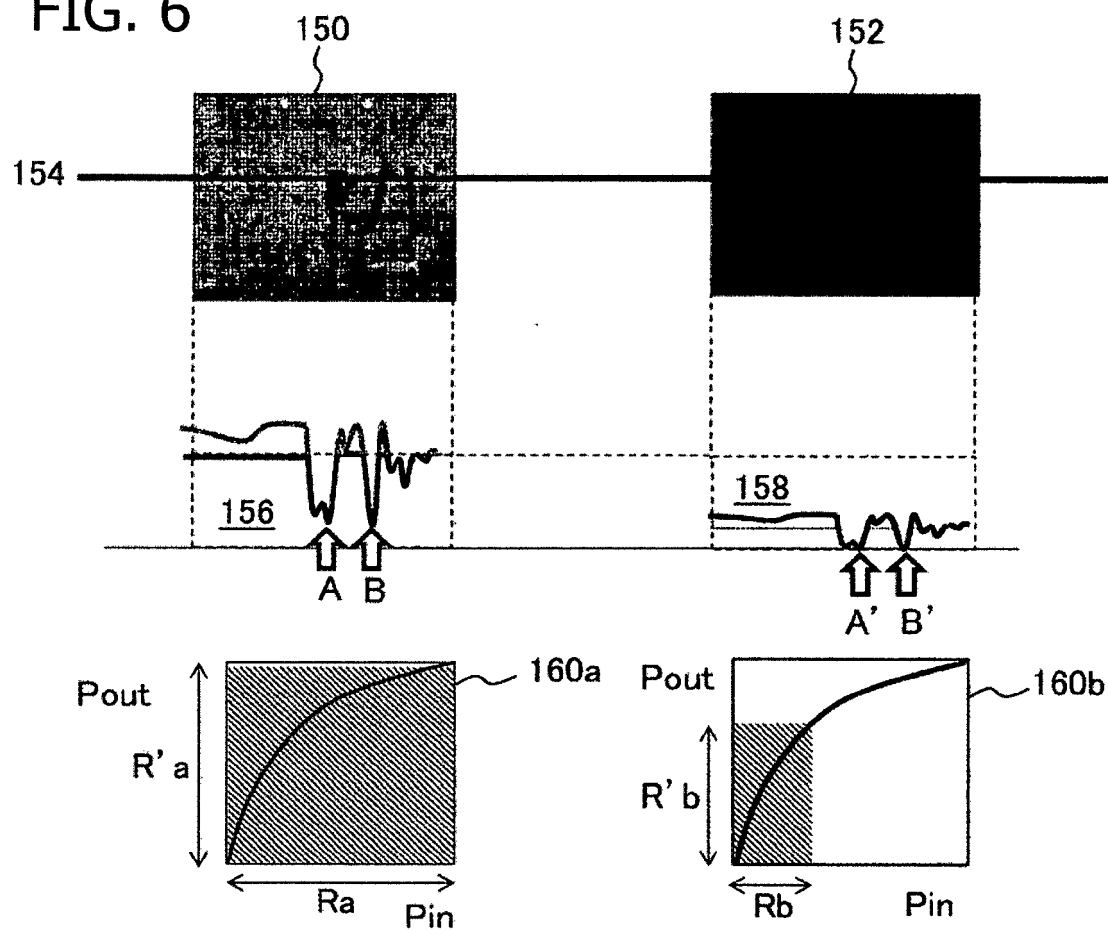 FIG. 6
150
152
154
156
158
A
B
A'
B'
Pout
160a
R'a
Ra
Pin
Pout
160b
R'b
Rb
Pin